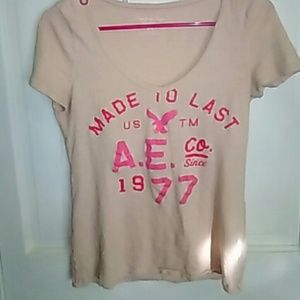 MADE TO LAST
US TM
A.E. Co.
Since
1977